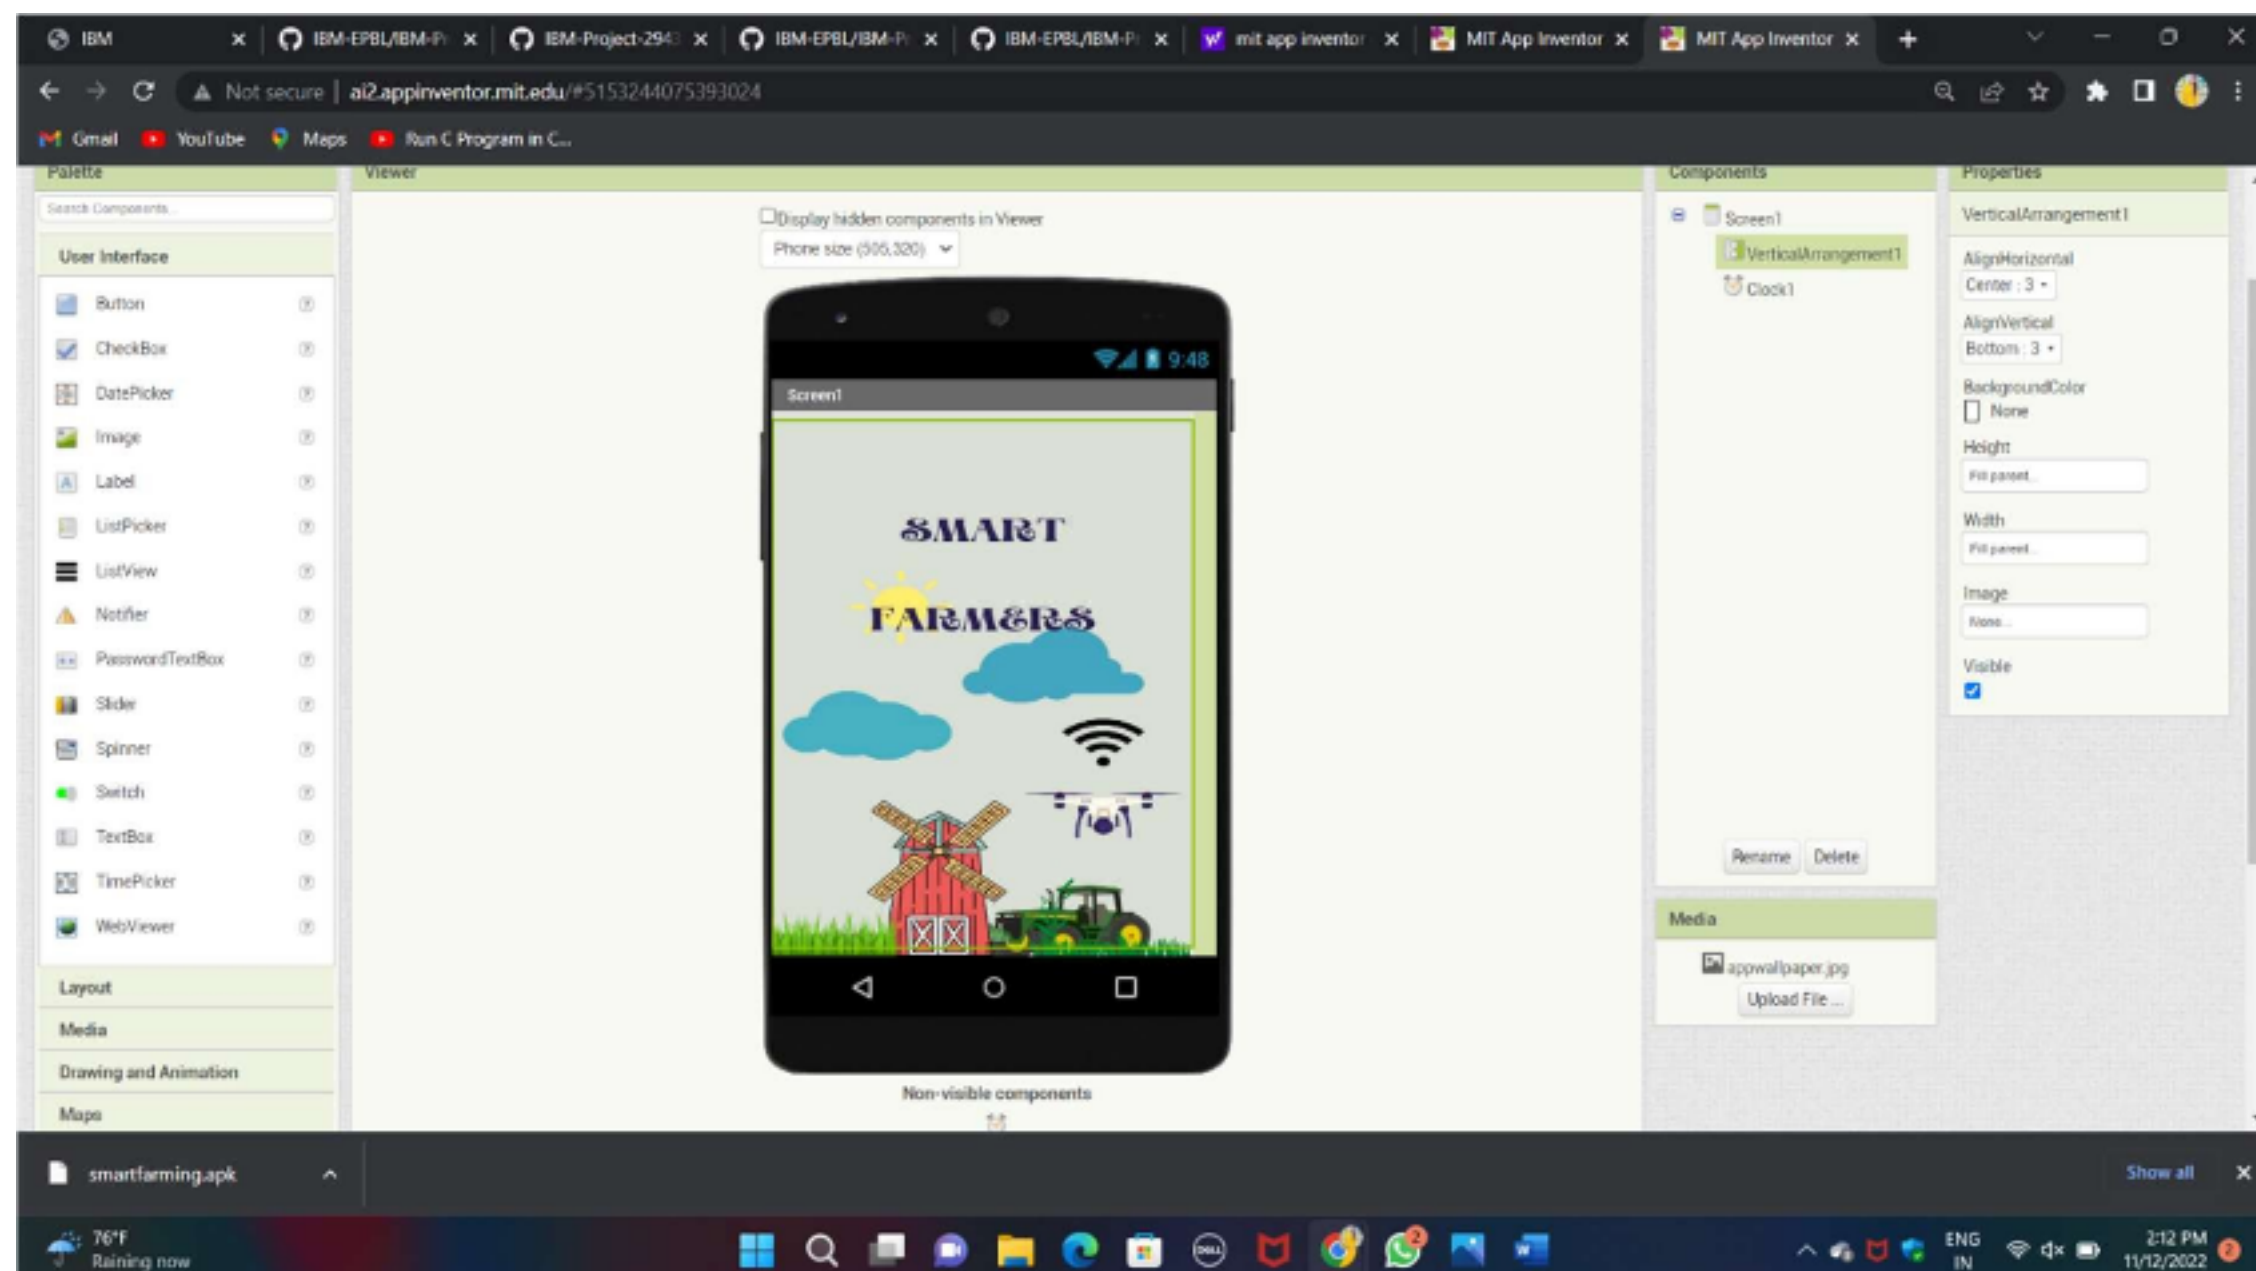 IBM
IBM-EPBL/IBM-P
IBM-Project-2943
IBM-EPBL/IBM-P
IBM-EPBL/IBM-P
mit app inventor
MIT App Inventor
MIT App Inventor
Not secure | ai2.appinventor.mit.edu/#5153244075393024
Gmail YouTube Maps Run C Program in C...
Palette
Search Components...
User Interface
Button
CheckBox
DatePicker
Image
Label
ListPicker
ListView
Notifier
PasswordTextBox
Slider
Spinner
Switch
TextBox
TimePicker
WebViewer
Layout
Media
Drawing and Animation
Maps
Viewer
Display hidden components in Viewer
Phone size (505,320)
9:48
Screen1
SMART
FARMERS
Non-visible components
Components
Screen1
VerticalArrangement1
Clock1
Rename Delete
Media
appwallpaper.jpg
Upload File ...
Properties
VerticalArrangement1
AlignHorizontal
Center : 3
AlignVertical
Bottom : 3
BackgroundColor
None
Height
Fill parent...
Width
Fill parent...
Image
None...
Visible
smartfarming.apk
Show all
76°F
Raining now
DELL
2
ENG
IN
2:12 PM
11/12/2022
2